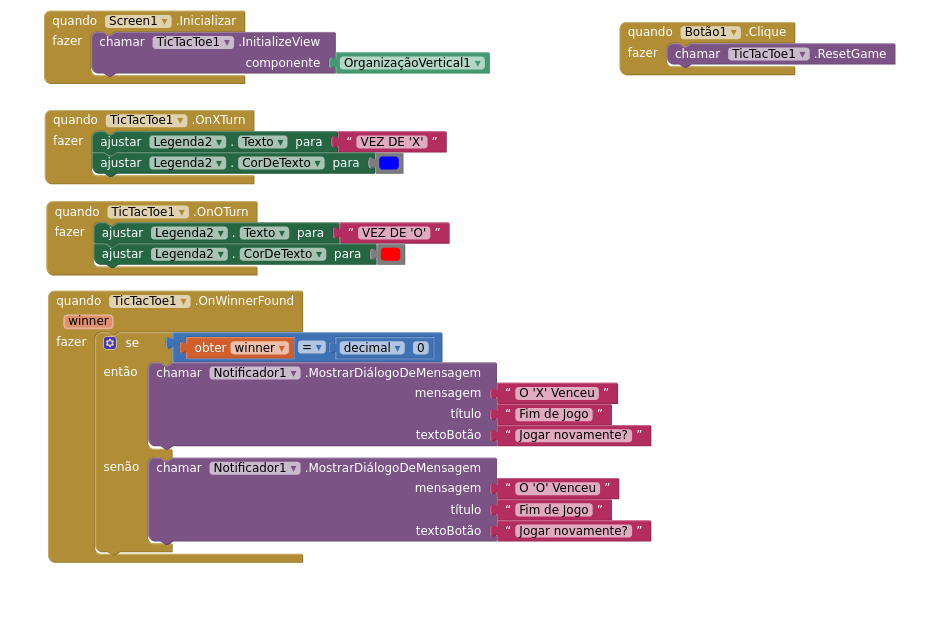 quando Screen1 .Inicializar
fazer chamar TicTacToe1 .InitializeView
componente OrganizaçãoVertical1
quando Botão1 .Clique
fazer chamar TicTacToe1 .ResetGame
quando TicTacToe1 .OnXTurn
fazer ajustar Legenda2 . Texto para “ VEZ DE 'X' ”
ajustar Legenda2 . CorDeTexto para
quando TicTacToe1 .OnOTurn
fazer ajustar Legenda2 . Texto para “ VEZ DE 'O' ”
ajustar Legenda2 . CorDeTexto para
quando TicTacToe1 .OnWinnerFound
winner
fazer se obter winner = decimal 0
então chamar Notificador1 .MostrarDiálogoDeMensagem
mensagem “ O 'X' Venceu ”
título “ Fim de Jogo ”
textoBotão “ Jogar novamente? ”
senão chamar Notificador1 .MostrarDiálogoDeMensagem
mensagem “ O 'O' Venceu ”
título “ Fim de Jogo ”
textoBotão “ Jogar novamente? ”